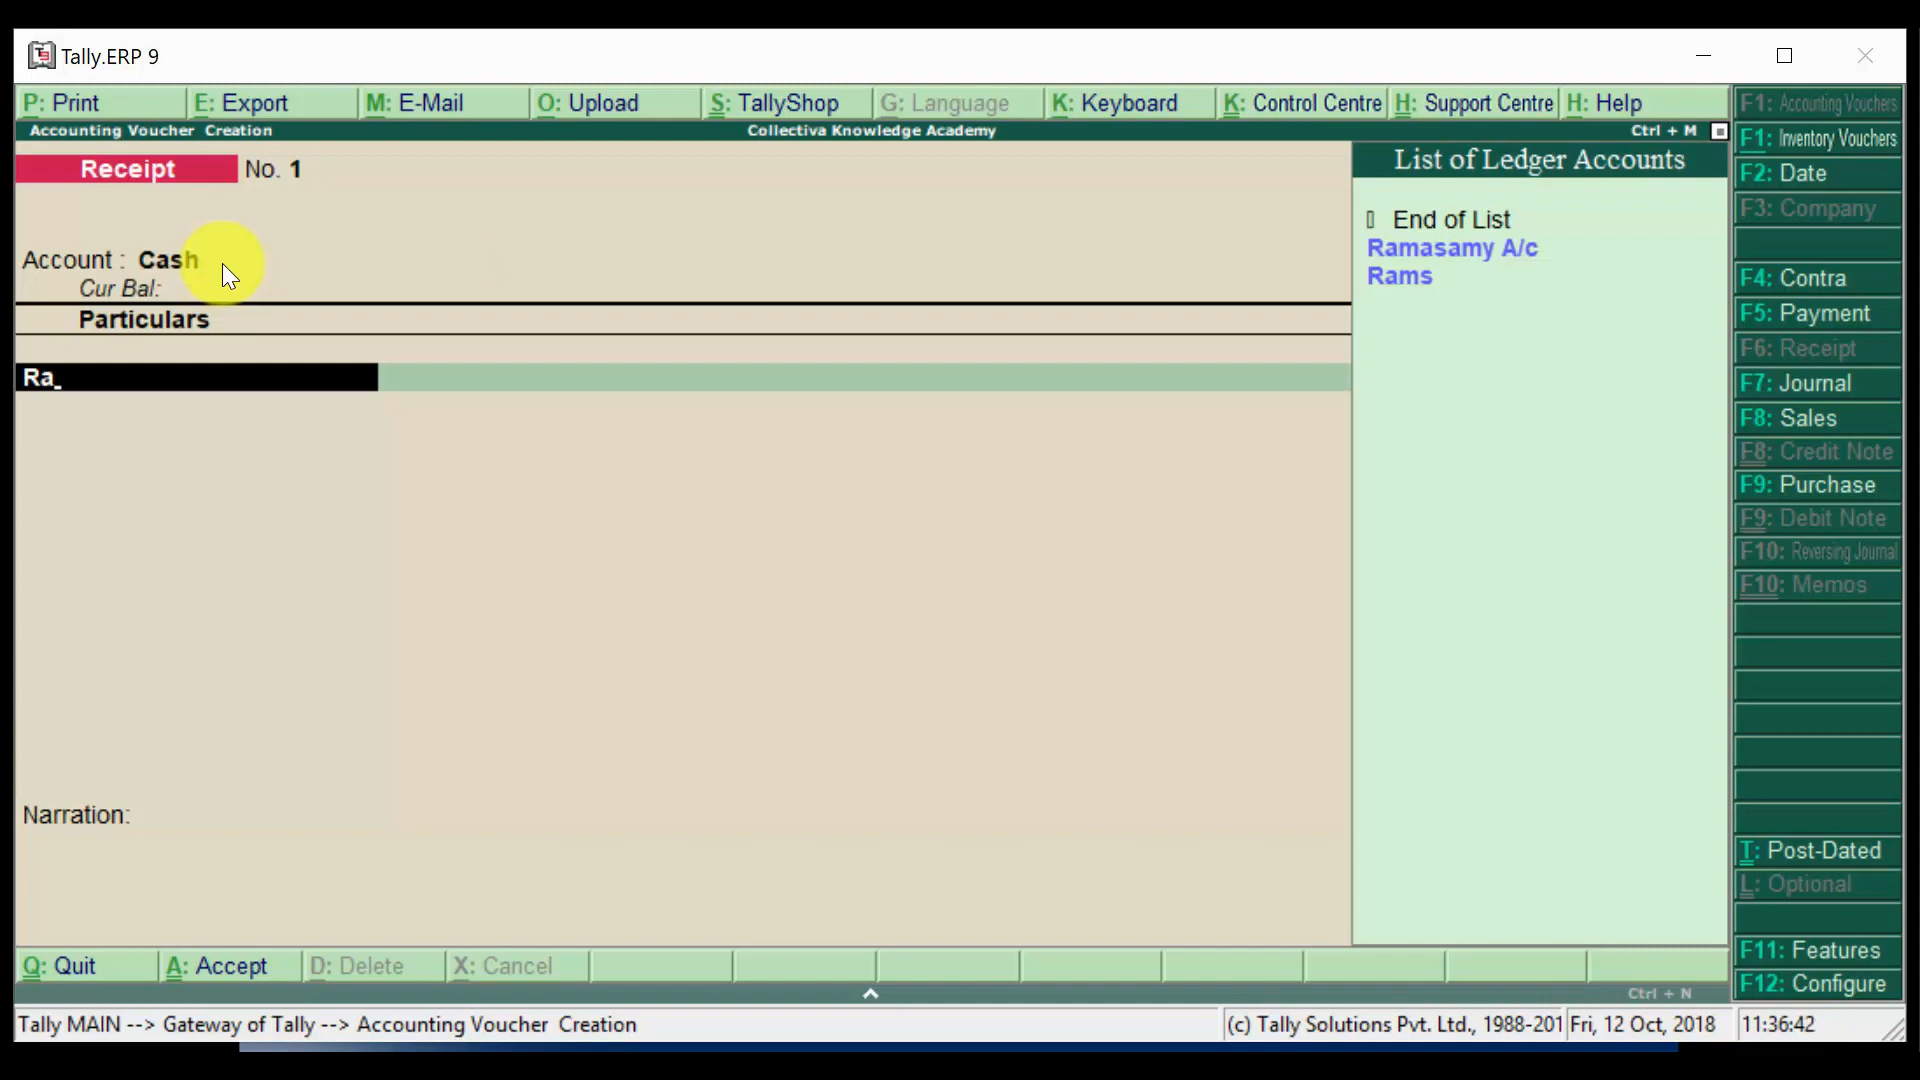 Tally.ERP 9
P: Print E: Export M: E-Mail O: Upload S: TallyShop G: Language K: Keyboard K: Control Centre H: Support Centre H: Help
Accounting Voucher Creation Collectiva Knowledge Academy Ctrl + M
Receipt No. 1
Account : Cash
Cur Bal:
Particulars
Ra_
Narration:
List of Ledger Accounts
End of List
Ramasamy A/c
Rams
F1: Accounting Vouchers
F1: Inventory Vouchers
F2: Date
F3: Company
F4: Contra
F5: Payment
F6: Receipt
F7: Journal
F8: Sales
F8: Credit Note
F9: Purchase
F9: Debit Note
F10: Reversing Journal
F10: Memos
T: Post-Dated
L: Optional
F11: Features
F12: Configure
Q: Quit A: Accept D: Delete X: Cancel
Ctrl + N
Tally MAIN --> Gateway of Tally --> Accounting Voucher Creation (c) Tally Solutions Pvt. Ltd., 1988-201 Fri, 12 Oct, 2018 11:36:42